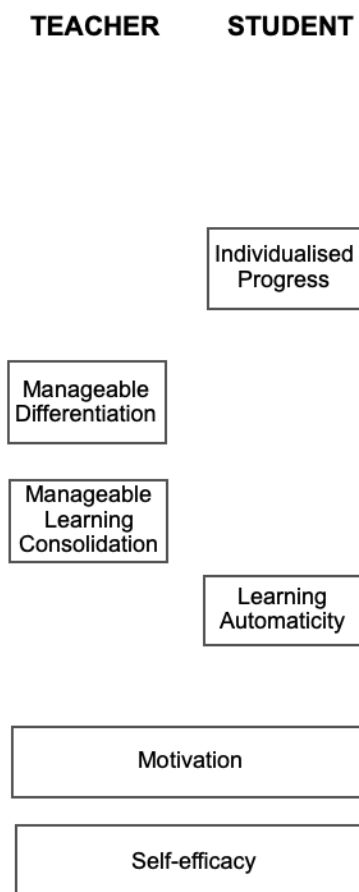 TEACHER STUDENT
Individualised
Progress
Manageable
Differentiation
Manageable
Learning
Consolidation
Learning
Automaticity
Motivation
Self-efficacy